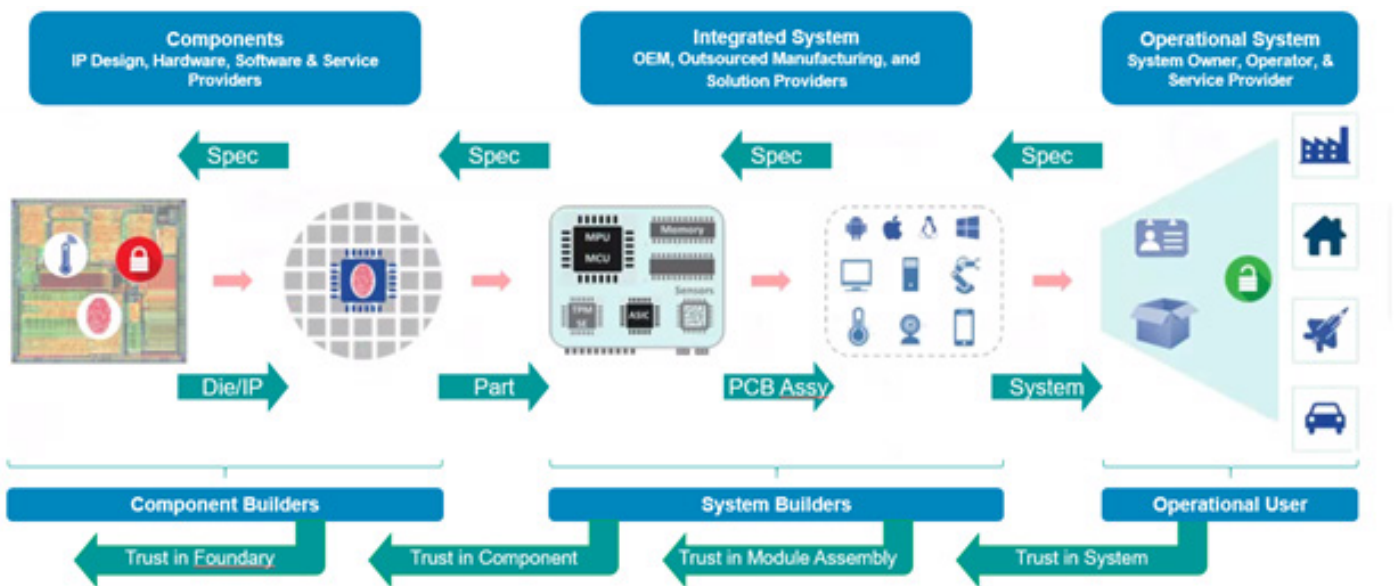 Components
IP Design, Hardware, Software & Service
Providers
Integrated System
OEM, Outsourced Manufacturing, and
Solution Providers
Operational System
System Owner, Operator, &
Service Provider
Spec
Spec
Spec
Spec
MPU
MCU
Memory
Sensors
TPM
SE
ASIC
Die/IP
Part
PCB Assy
System
Component Builders
System Builders
Operational User
Trust in Foundary
Trust in Component
Trust in Module Assembly
Trust in System